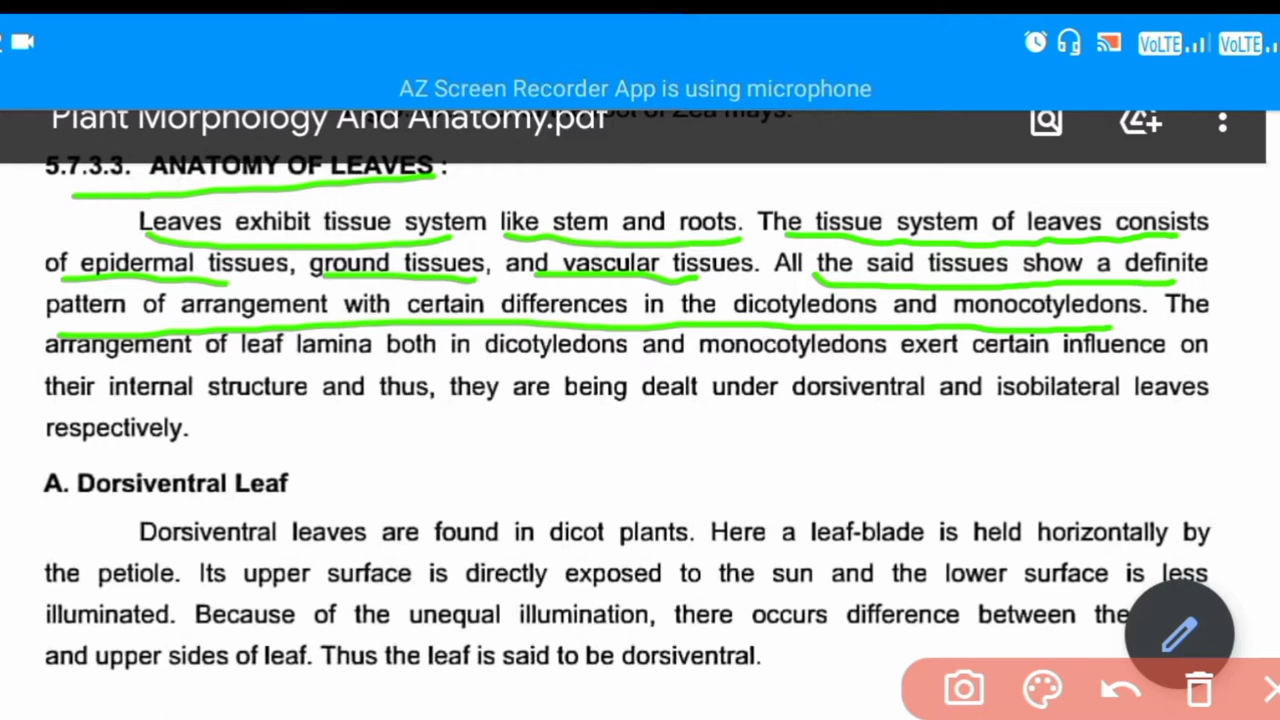 VoLTE VoLTE
AZ Screen Recorder App is using microphone
Plant Morphology And Anatomy.pdf
of Zea mays.
5.7.3.3. ANATOMY OF LEAVES :
Leaves exhibit tissue system like stem and roots. The tissue system of leaves consists
of epidermal tissues, ground tissues, and vascular tissues. All the said tissues show a definite
pattern of arrangement with certain differences in the dicotyledons and monocotyledons. The
arrangement of leaf lamina both in dicotyledons and monocotyledons exert certain influence on
their internal structure and thus, they are being dealt under dorsiventral and isobilateral leaves
respectively.
A. Dorsiventral Leaf
Dorsiventral leaves are found in dicot plants. Here a leaf-blade is held horizontally by
the petiole. Its upper surface is directly exposed to the sun and the lower surface is less
illuminated. Because of the unequal illumination, there occurs difference between the
and upper sides of leaf. Thus the leaf is said to be dorsiventral.